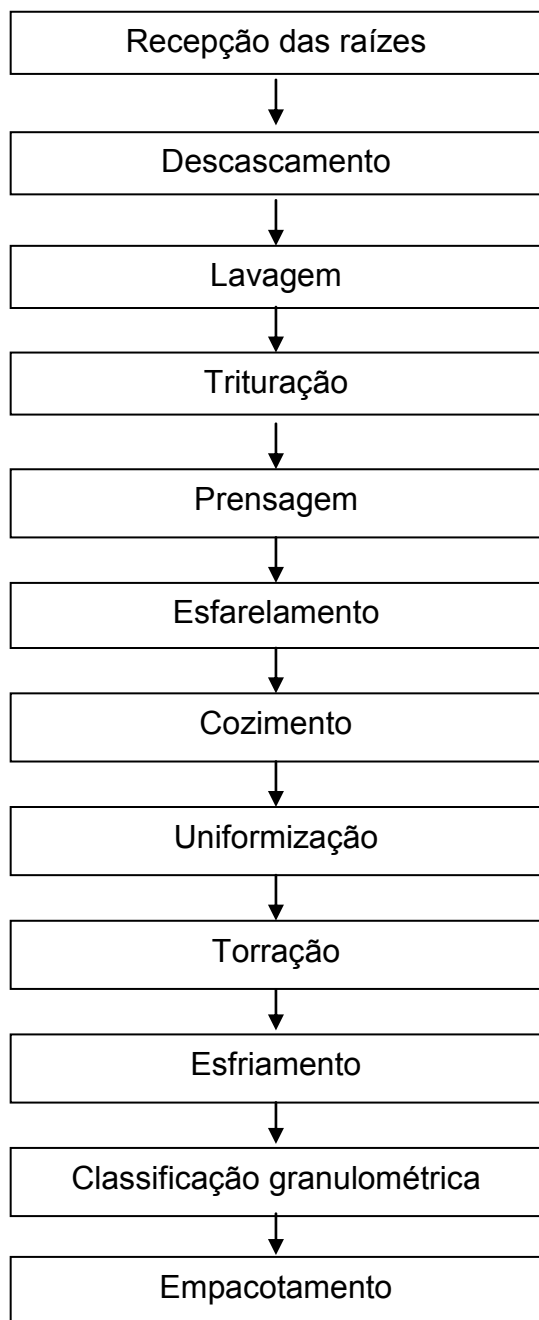 Recepção das raízes
Descascamento
Lavagem
Trituração
Prensagem
Esfarelamento
Cozimento
Uniformização
Torração
Esfriamento
Classificação granulométrica
Empacotamento